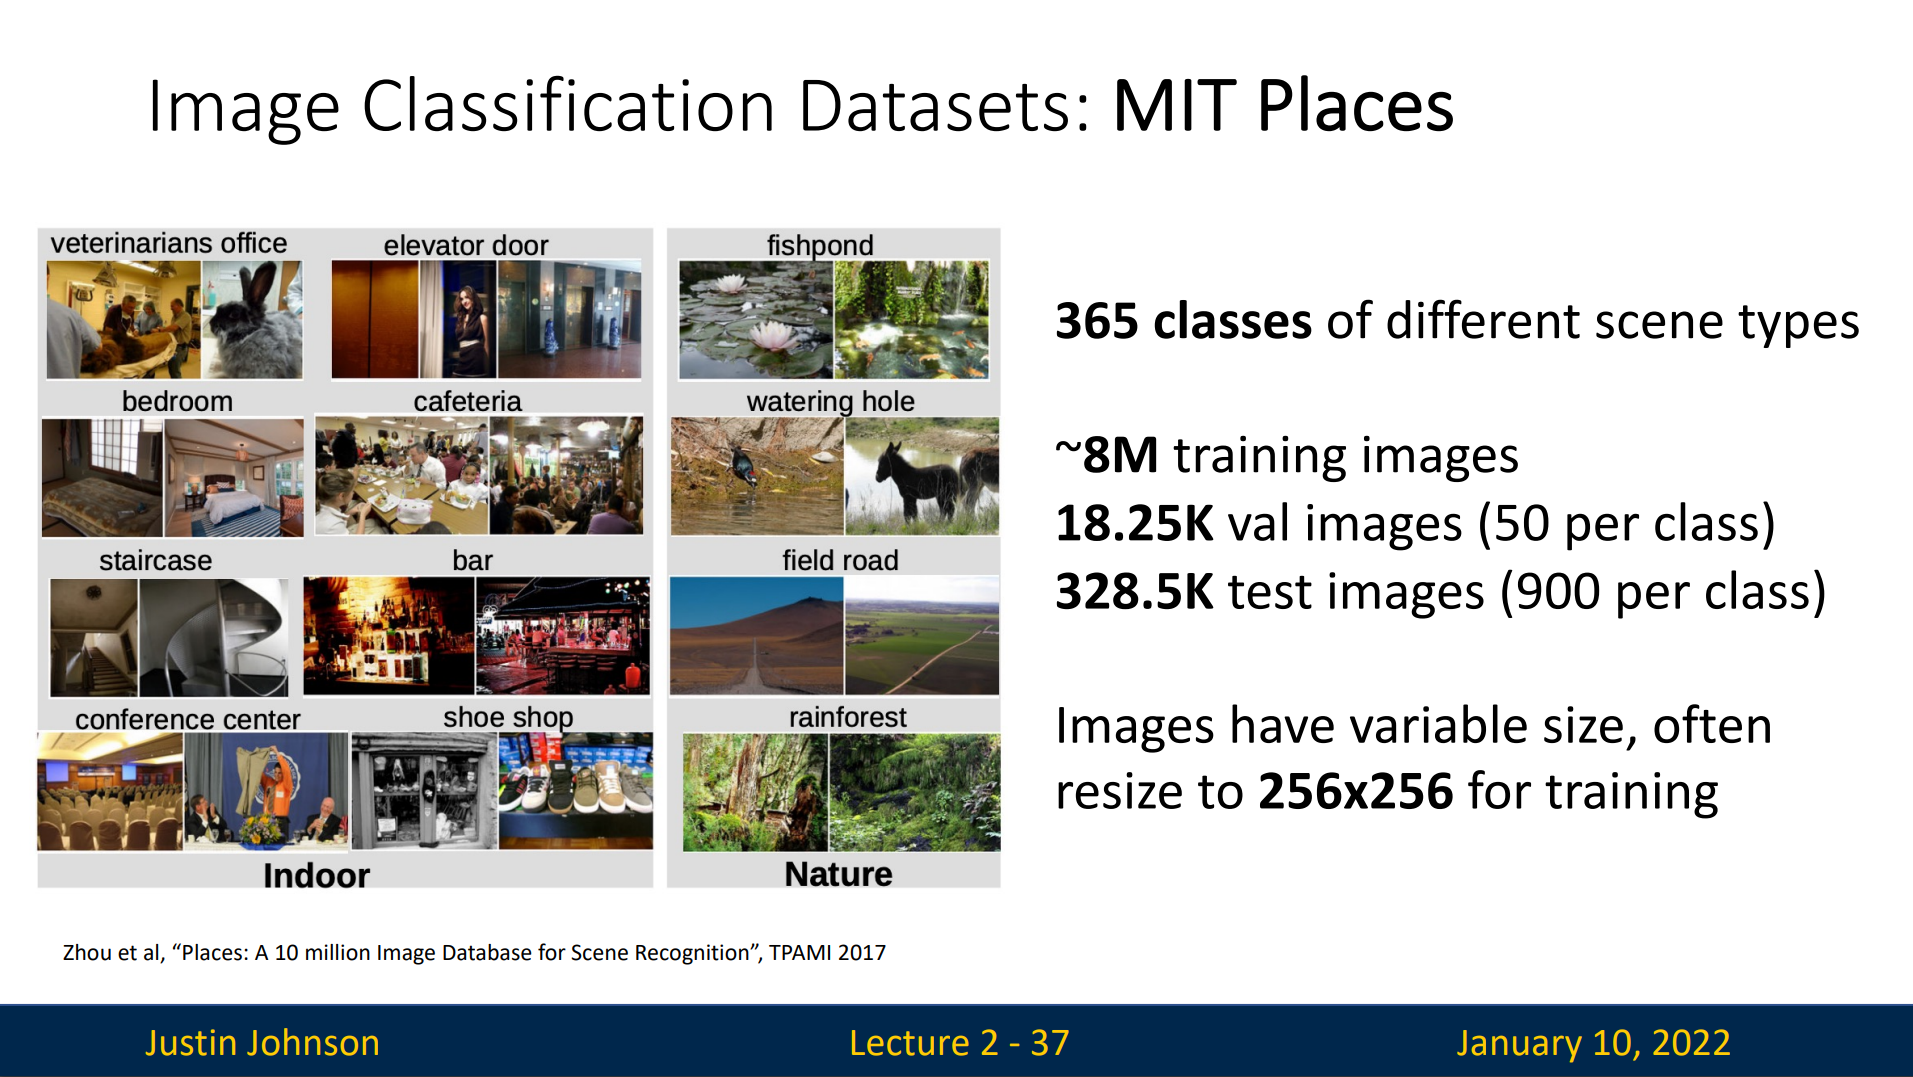 Image Classification Datasets: MIT Places
veterinarians office
elevator door
bedroom
cafeteria
staircase
bar
conference center
shoe shop
Indoor
fishpond
watering hole
field road
rainforest
Nature
365 classes of different scene types
~8M training images
18.25K val images (50 per class)
328.5K test images (900 per class)
Images have variable size, often
resize to 256x256 for training
Zhou et al, “Places: A 10 million Image Database for Scene Recognition”, TPAMI 2017
Justin Johnson
Lecture 2 - 37
January 10, 2022